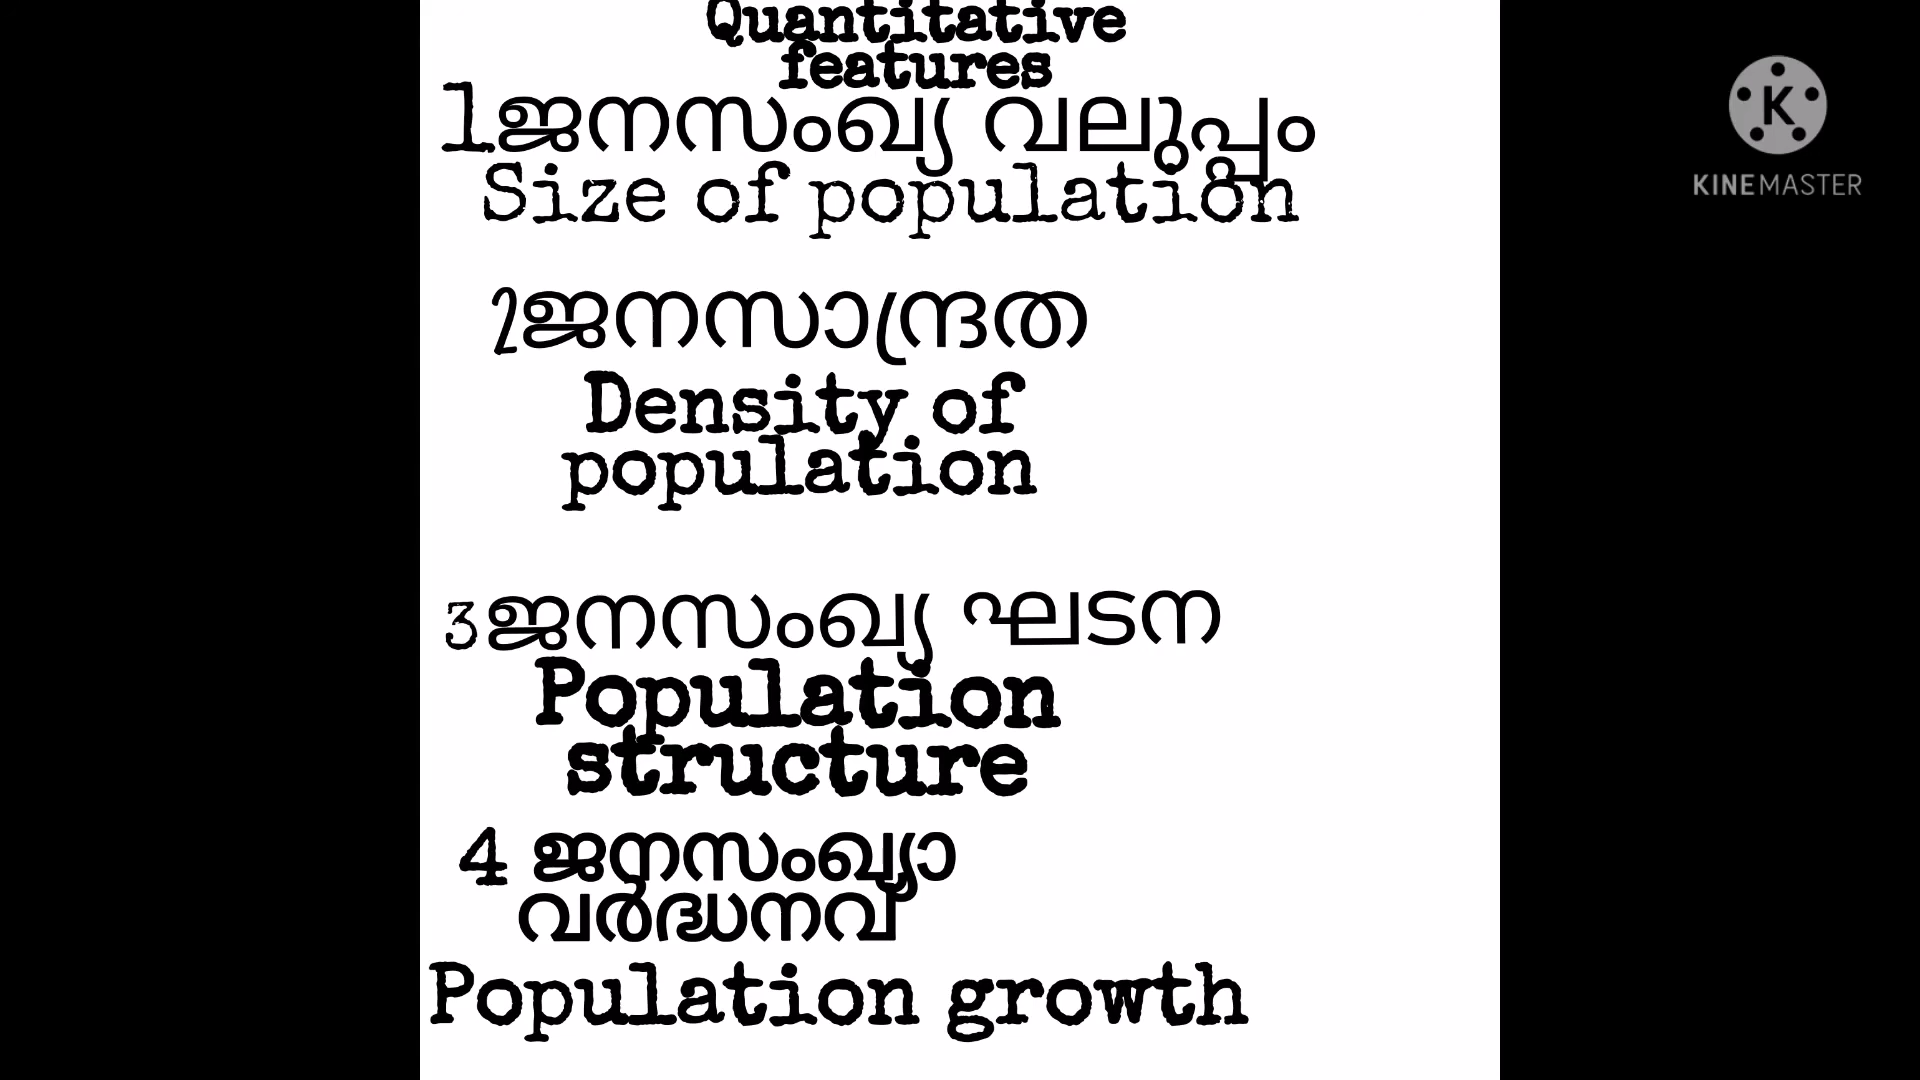 Quantitative
features
1ജനസംഖ്യ വലുപ്പം
Size of population
2ജനസാന്ദ്രത
Density of
population
3ജനസംഖ്യ ഘടന
Population
structure
4 ജനസംഖ്യാ
വർദ്ധനവ്
Population growth
KINEMASTER